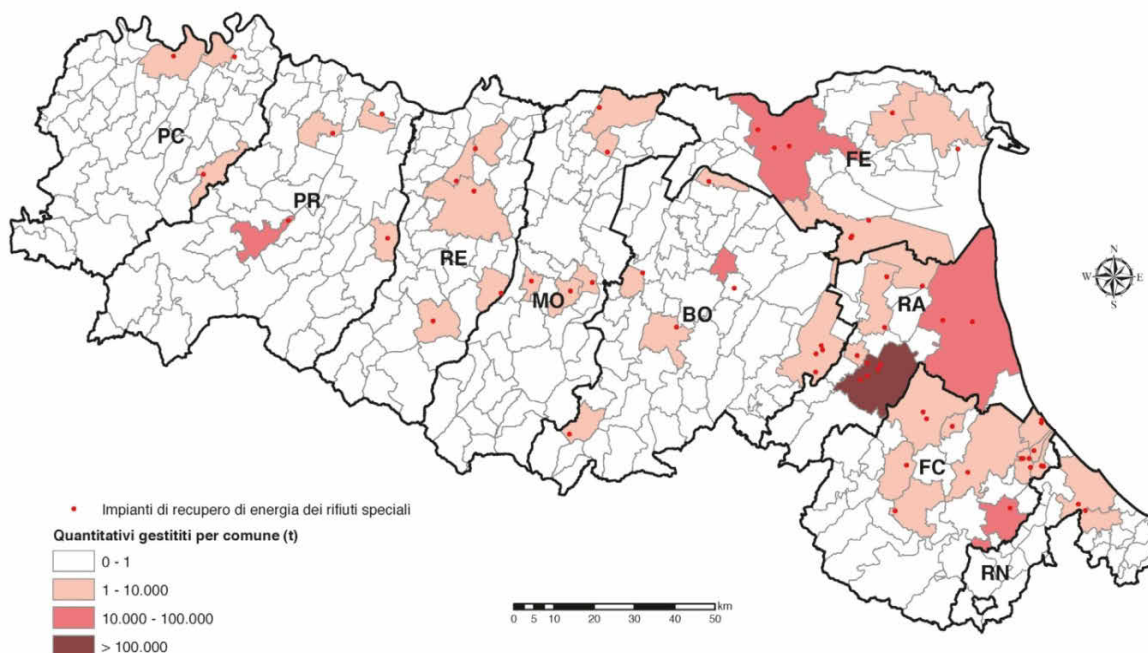 PC
PR
RE
MO
BO
FE
RA
FC
RN
N
W E
S
Impianti di recupero di energia dei rifiuti speciali
Quantitativi gestititi per comune (t)
0 - 1
1 - 10.000
10.000 - 100.000
> 100.000
km
0 5 10 20 30 40 50